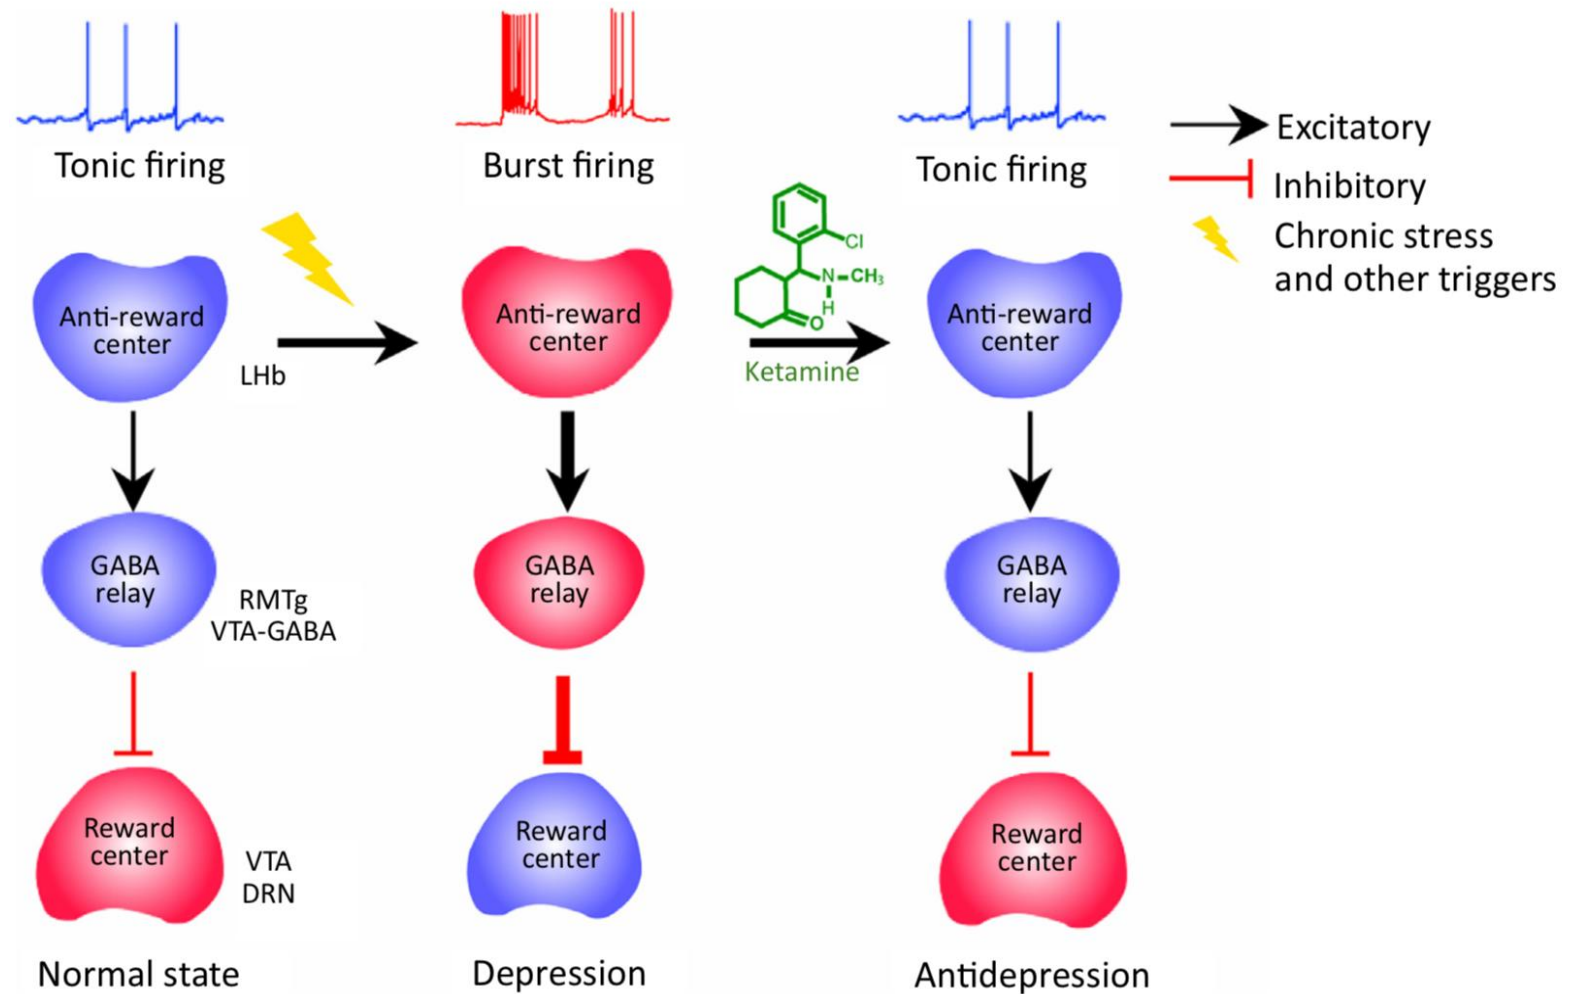 Tonic firing
Burst firing
Tonic firing
Excitatory
Inhibitory
Chronic stress
and other triggers
Cl
N
CH₃
H
O
Anti-reward
center
LHb
Anti-reward
center
Ketamine
Anti-reward
center
GABA
relay
RMTg
VTA-GABA
GABA
relay
GABA
relay
Reward
center
VTA
DRN
Reward
center
Reward
center
Normal state
Depression
Antidepression